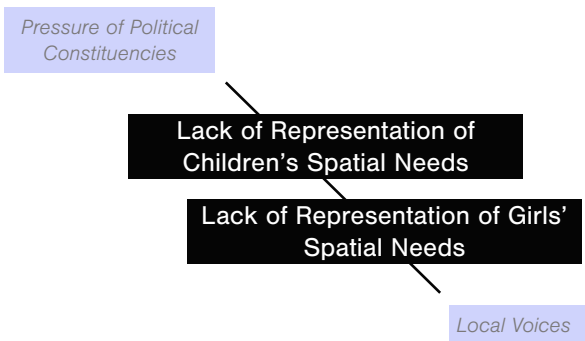 Pressure of Political
Constituencies
Lack of Representation of
Children’s Spatial Needs
Lack of Representation of Girls’
Spatial Needs
Local Voices